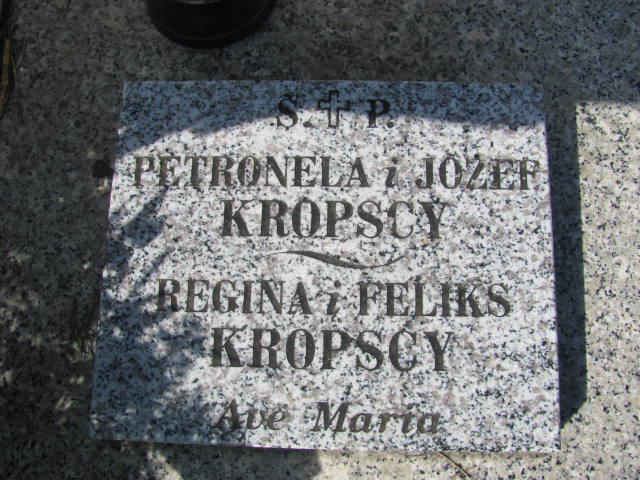 Ś. ✝ P.
PETRONELA i JÓZEF
KROPSCY
REGINA i FELIKS
KROPSCY
Ave Maria